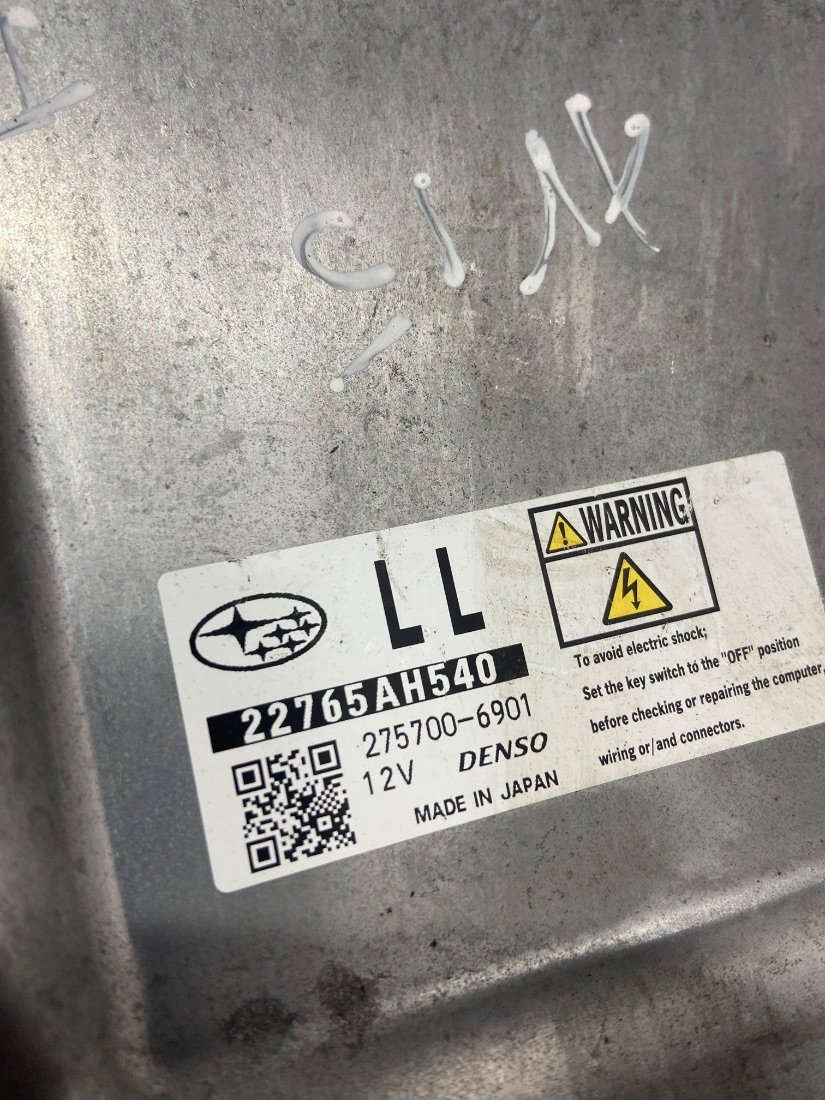 LL
WARNING
22765AH540
275700-6901
12V DENSO
MADE IN JAPAN
To avoid electric shock;
Set the key switch to the "OFF" position
before checking or repairing the computer,
wiring or/and connectors.